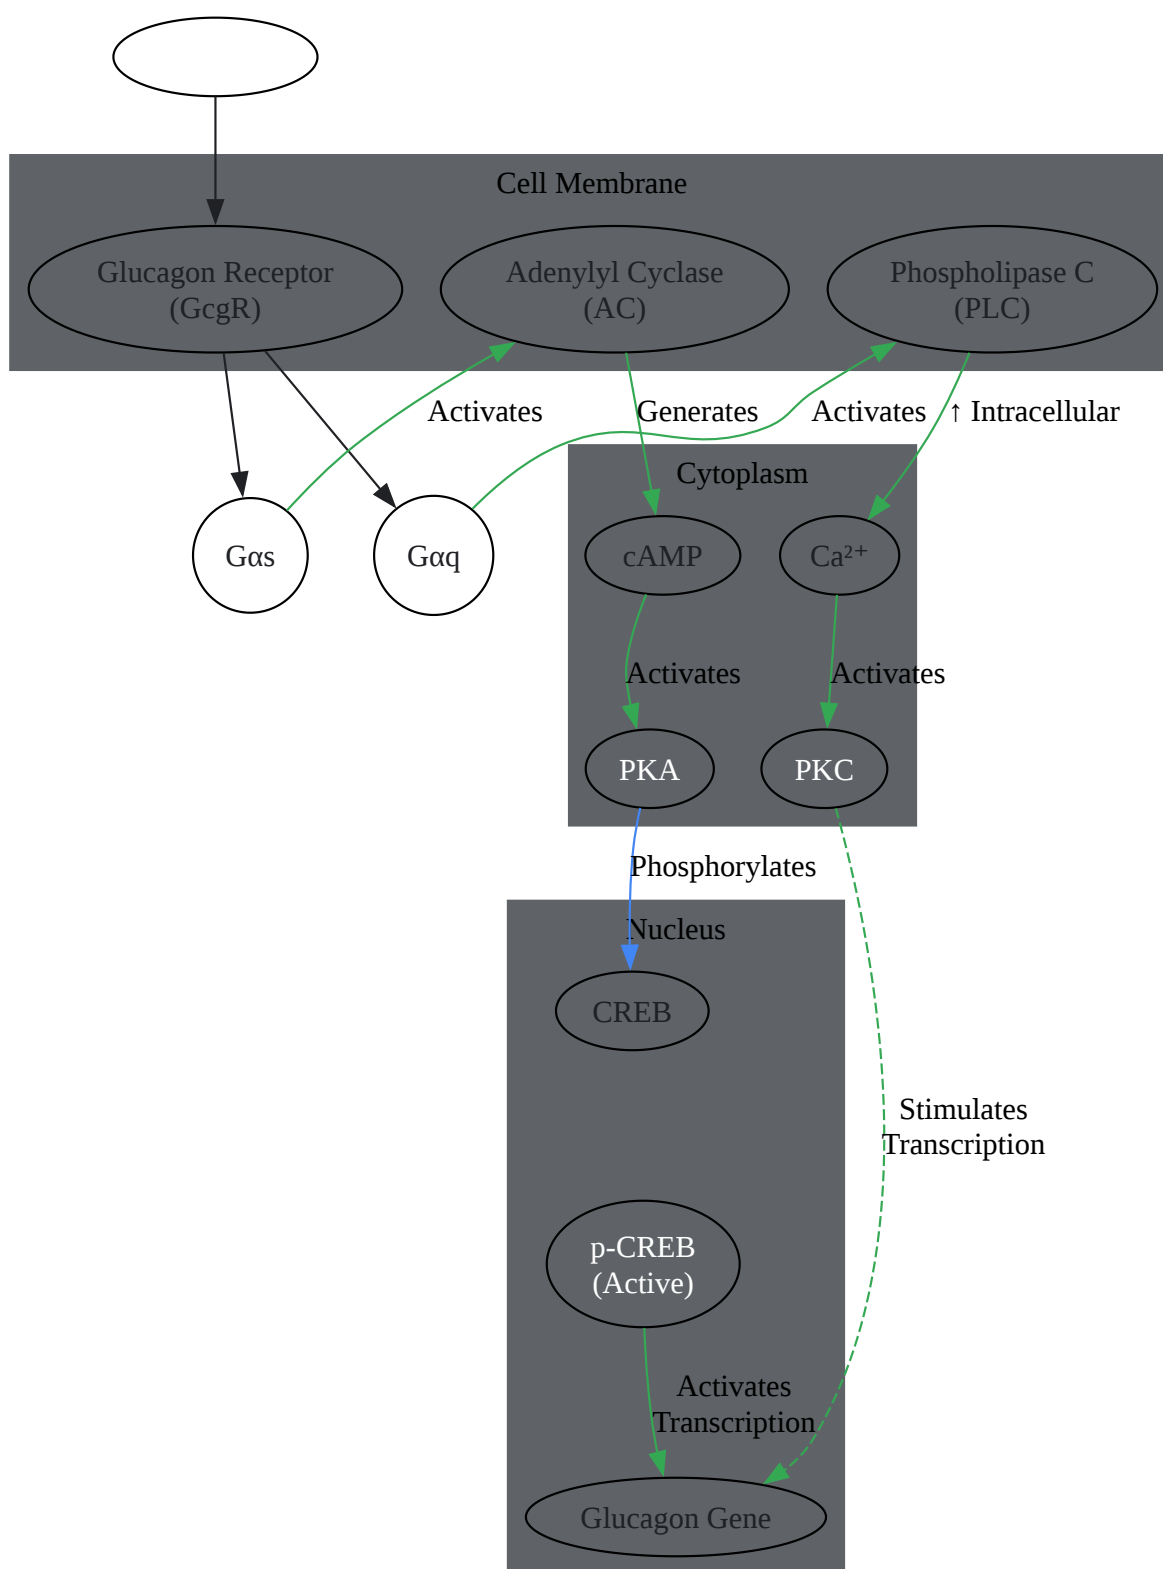 Cell Membrane
Glucagon Receptor
(GcgR)
Adenylyl Cyclase
(AC)
Phospholipase C
(PLC)
Activates
Generates
Activates
↑ Intracellular
Cytoplasm
Gαs
Gαq
cAMP
Ca²⁺
Activates
Activates
PKA
PKC
Phosphorylates
Nucleus
CREB
Stimulates
Transcription
p-CREB
(Active)
Activates
Transcription
Glucagon Gene